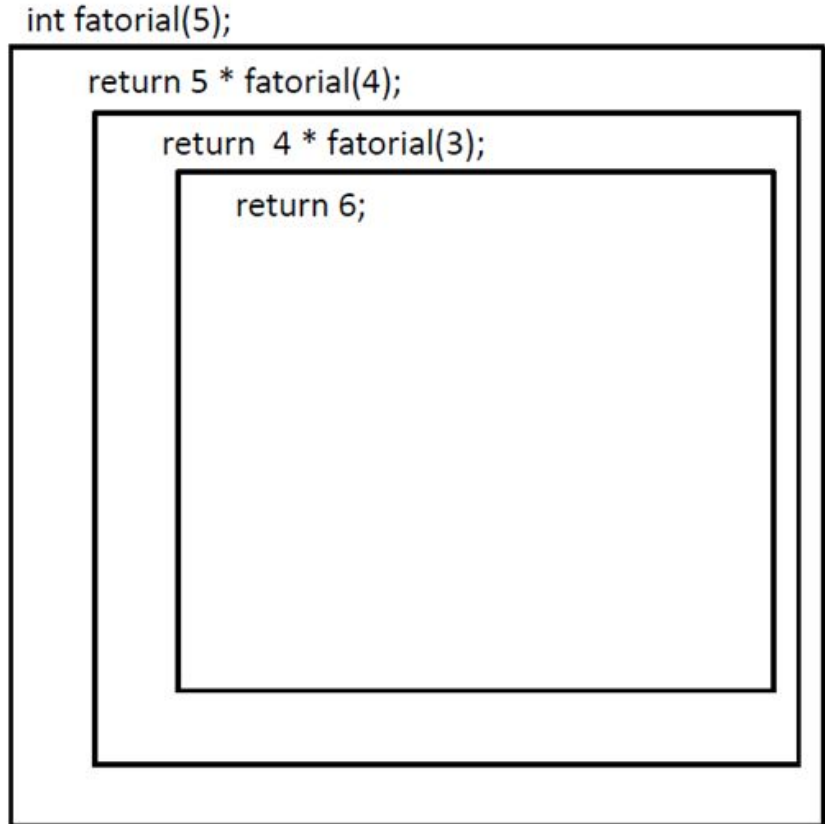 int fatorial(5);
return 5 * fatorial(4);
return  4 * fatorial(3);
return 6;